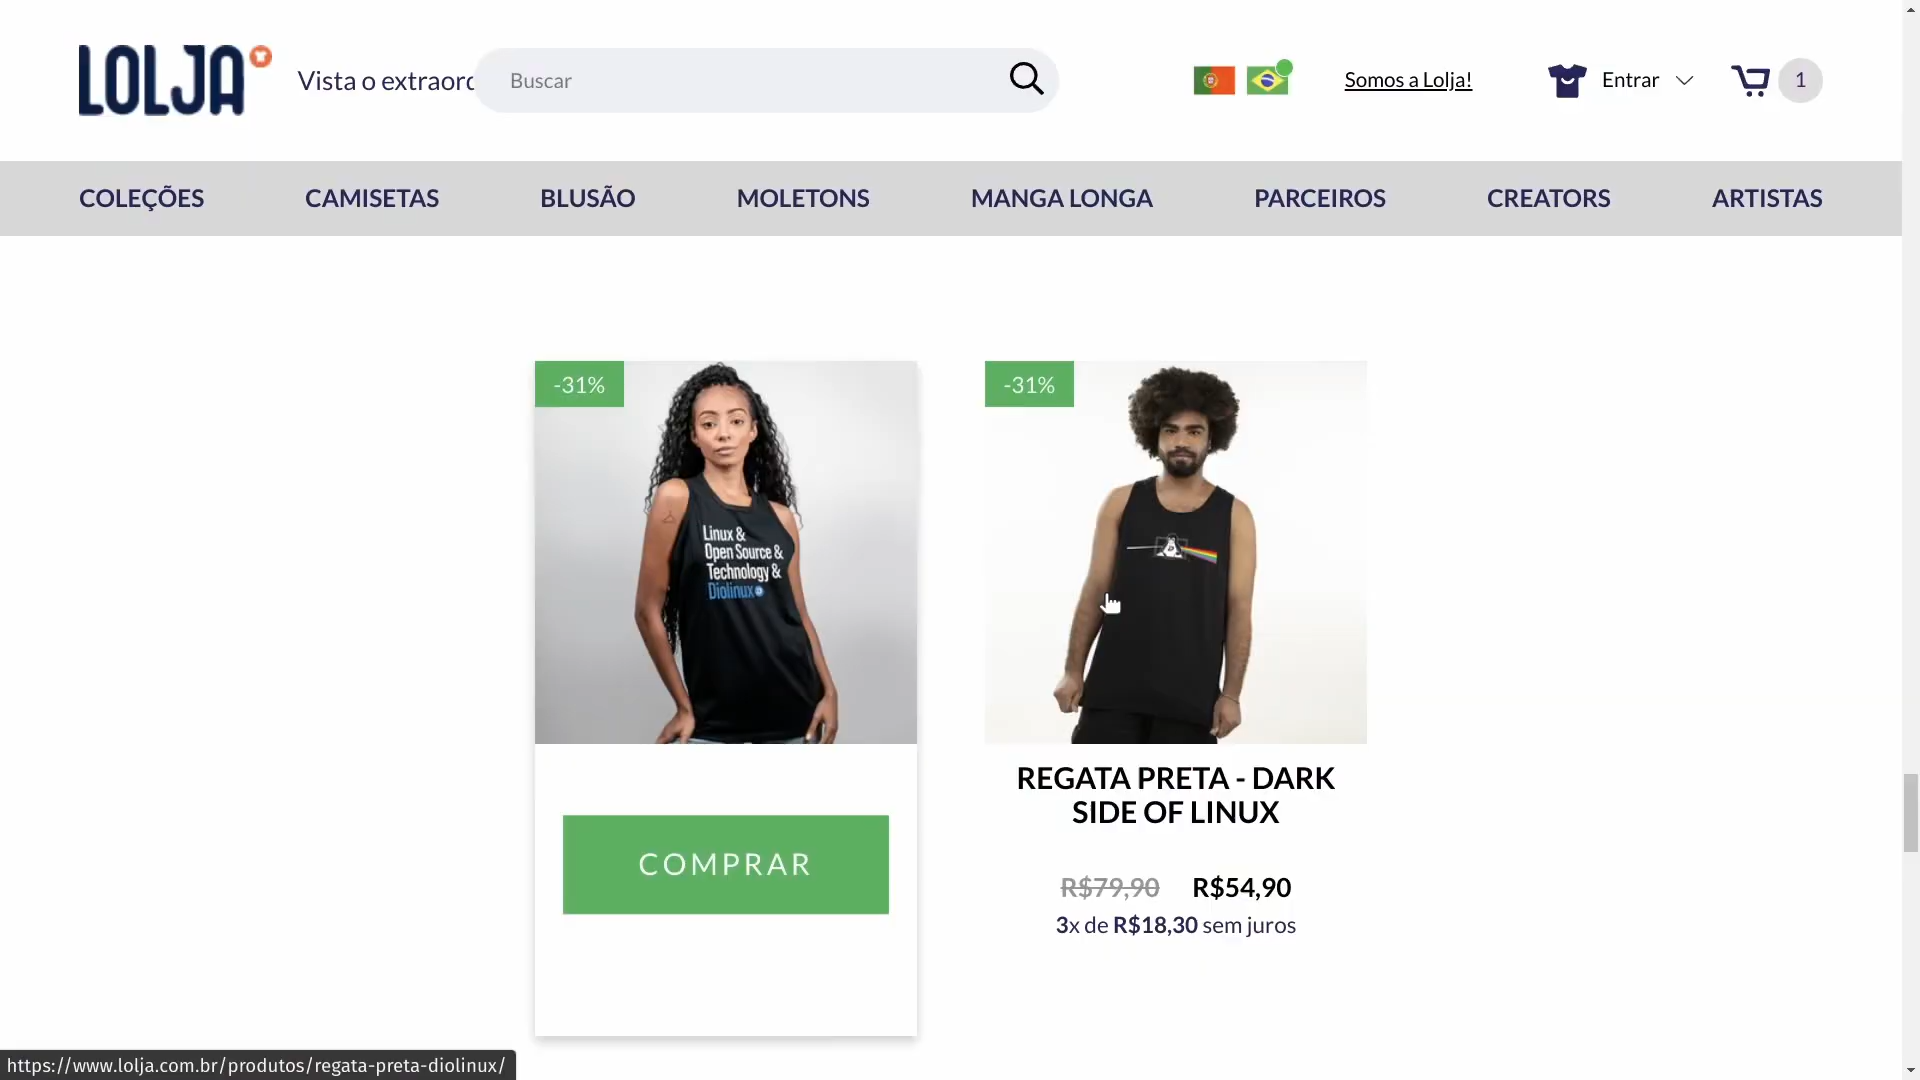 LOLJA
Vista o extraord
Buscar
Somos a Lolja!
Entrar
1
COLEÇÕES
CAMISETAS
BLUSÃO
MOLETONS
MANGA LONGA
PARCEIROS
CREATORS
ARTISTAS
-31%
Linux &
Open Source &
Technology &
Diolinux
COMPRAR
-31%
REGATA PRETA - DARK
SIDE OF LINUX
R$79,90 R$54,90
3x de R$18,30 sem juros
https://www.lolja.com.br/produtos/regata-preta-diolinux/